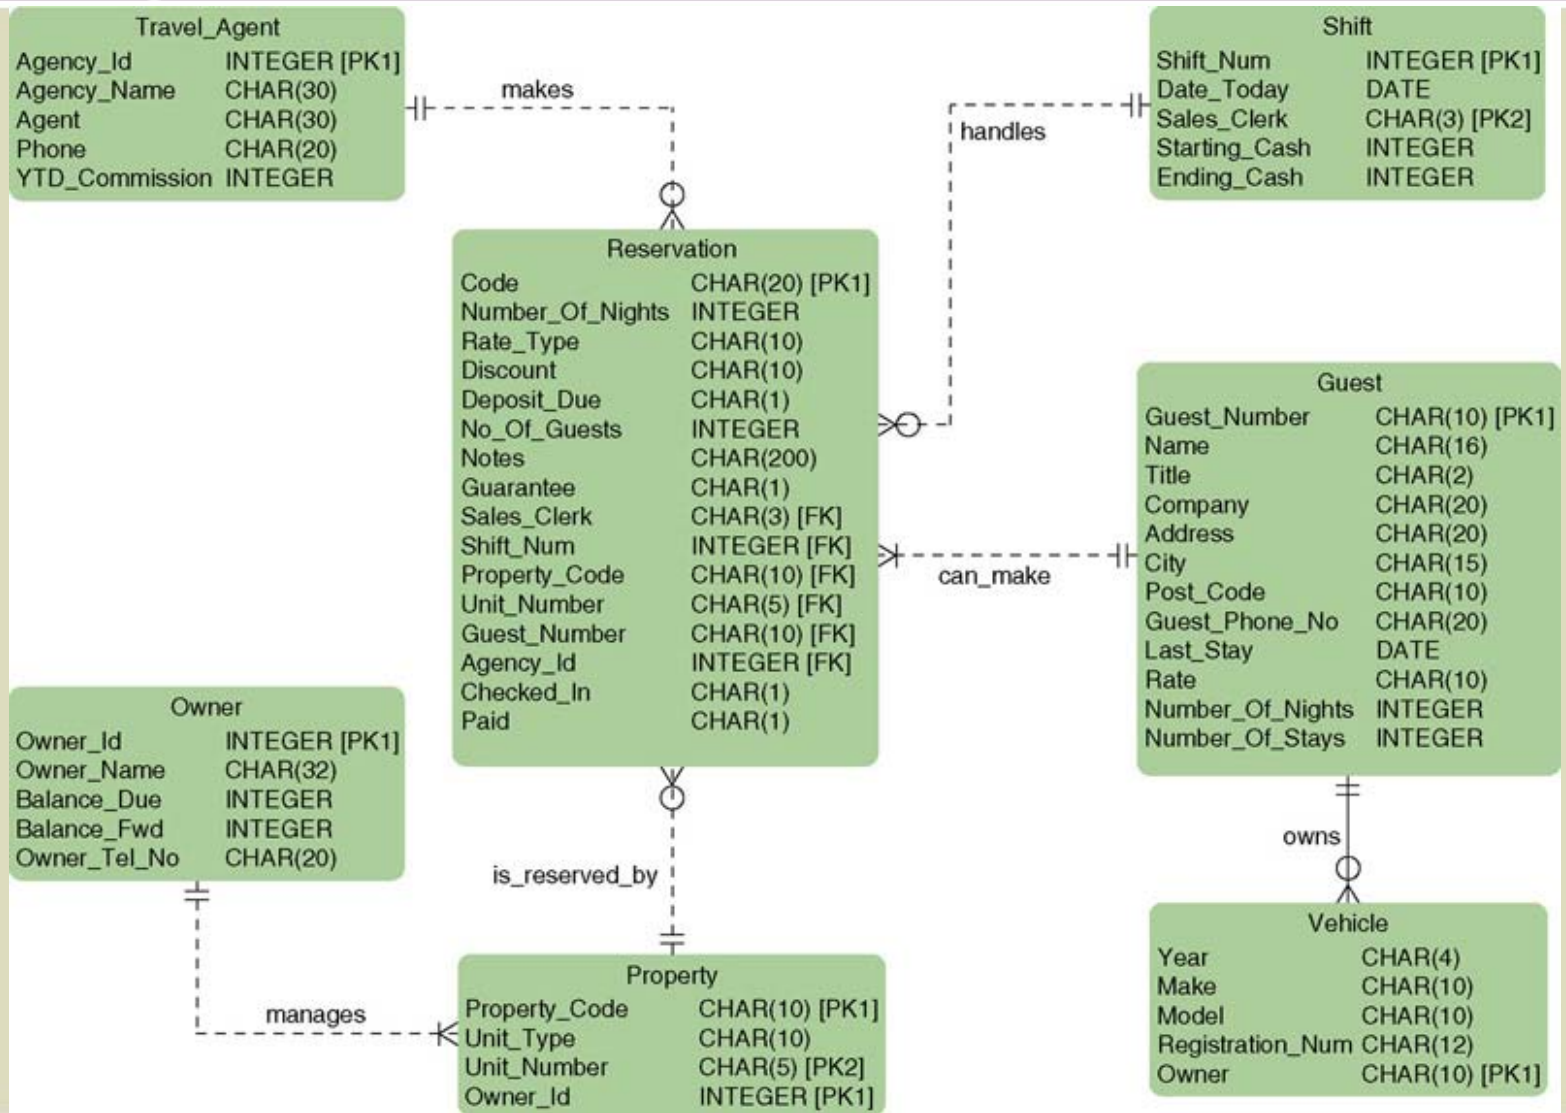 Travel_Agent
Agency_Id INTEGER [PK1]
Agency_Name CHAR(30)
Agent CHAR(30)
Phone CHAR(20)
YTD_Commission INTEGER
makes
Shift
Shift_Num INTEGER [PK1]
Date_Today DATE
Sales_Clerk CHAR(3) [PK2]
Starting_Cash INTEGER
Ending_Cash INTEGER
handles
Reservation
Code CHAR(20) [PK1]
Number_Of_Nights INTEGER
Rate_Type CHAR(10)
Discount CHAR(10)
Deposit_Due CHAR(1)
No_Of_Guests INTEGER
Notes CHAR(200)
Guarantee CHAR(1)
Sales_Clerk CHAR(3) [FK]
Shift_Num INTEGER [FK]
Property_Code CHAR(10) [FK]
Unit_Number CHAR(5) [FK]
Guest_Number CHAR(10) [FK]
Agency_Id INTEGER [FK]
Checked_In CHAR(1)
Paid CHAR(1)
can_make
Guest
Guest_Number CHAR(10) [PK1]
Name CHAR(16)
Title CHAR(2)
Company CHAR(20)
Address CHAR(20)
City CHAR(15)
Post_Code CHAR(10)
Guest_Phone_No CHAR(20)
Last_Stay DATE
Rate CHAR(10)
Number_Of_Nights INTEGER
Number_Of_Stays INTEGER
Owner
Owner_Id INTEGER [PK1]
Owner_Name CHAR(32)
Balance_Due INTEGER
Balance_Fwd INTEGER
Owner_Tel_No CHAR(20)
is_reserved_by
owns
manages
Property
Property_Code CHAR(10) [PK1]
Unit_Type CHAR(10)
Unit_Number CHAR(5) [PK2]
Owner_Id INTEGER [PK1]
Vehicle
Year CHAR(4)
Make CHAR(10)
Model CHAR(10)
Registration_Num CHAR(12)
Owner CHAR(10) [PK1]